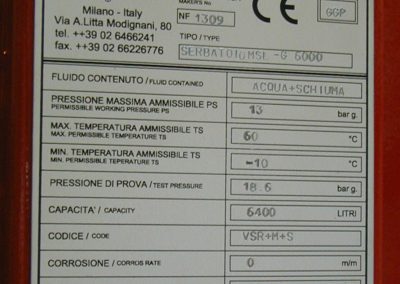 Milano - Italy
Via A.Litta Modignani, 80
tel. ++39 02 6466241
fax. ++39 02 66226776
MAKER'S No
NF 1309
CE
GGP
TIPO / TYPE
SERBATOIO MSL -G 6000
FLUIDO CONTENUTO / FLUID CONTAINED ACQUA+SCHIUMA
PRESSIONE MASSIMA AMMISSIBILE PS
PERMISSIBLE WORKING PRESSURE PS 13 bar g.
MAX. TEMPERATURA AMMISSIBILE TS
MAX. PERMISSIBLE TEMPERATURE TS 60 °C
MIN. TEMPERATURA AMMISSIBILE TS
MIN. PERMISSIBLE TEPERATURE TS -10 °C
PRESSIONE DI PROVA / TEST PRESSURE 18.6 bar g.
CAPACITA' / CAPACITY 6400 LITRI
CODICE / CODE VSR+M+S
CORROSIONE / CORROS RATE 0 m/m